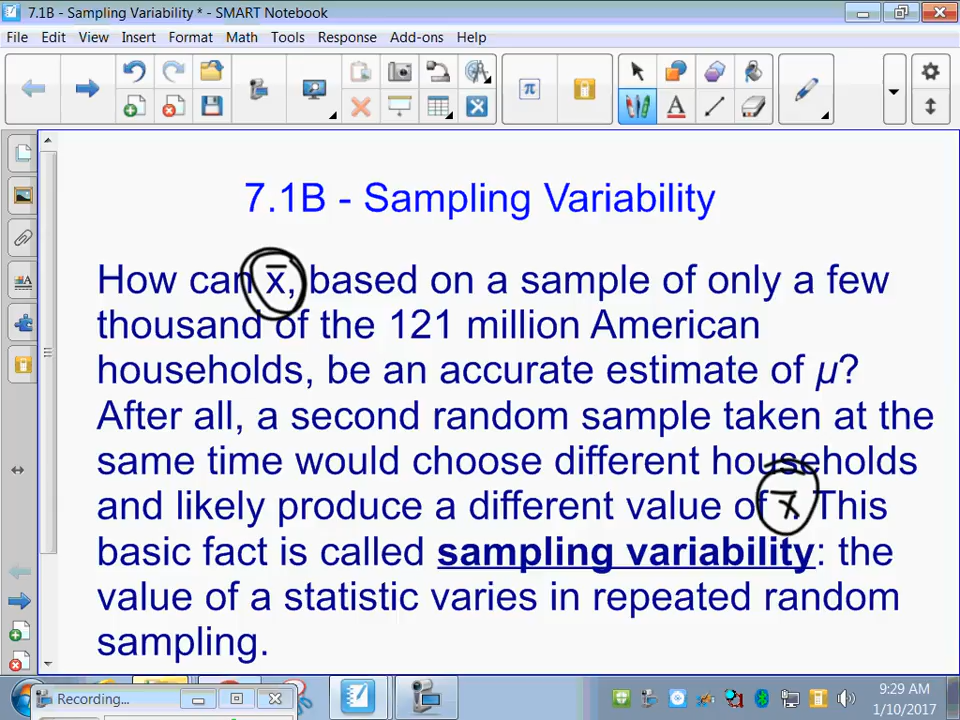 7.1B - Sampling Variability * - SMART Notebook
File Edit View Insert Format Math Tools Response Add-ons Help
π
A
7.1B - Sampling Variability
How can x̅, based on a sample of only a few
thousand of the 121 million American
households, be an accurate estimate of μ?
After all, a second random sample taken at the
same time would choose different households
and likely produce a different value of x̅. This
basic fact is called sampling variability: the
value of a statistic varies in repeated random
sampling.
Recording...
9:29 AM
1/10/2017